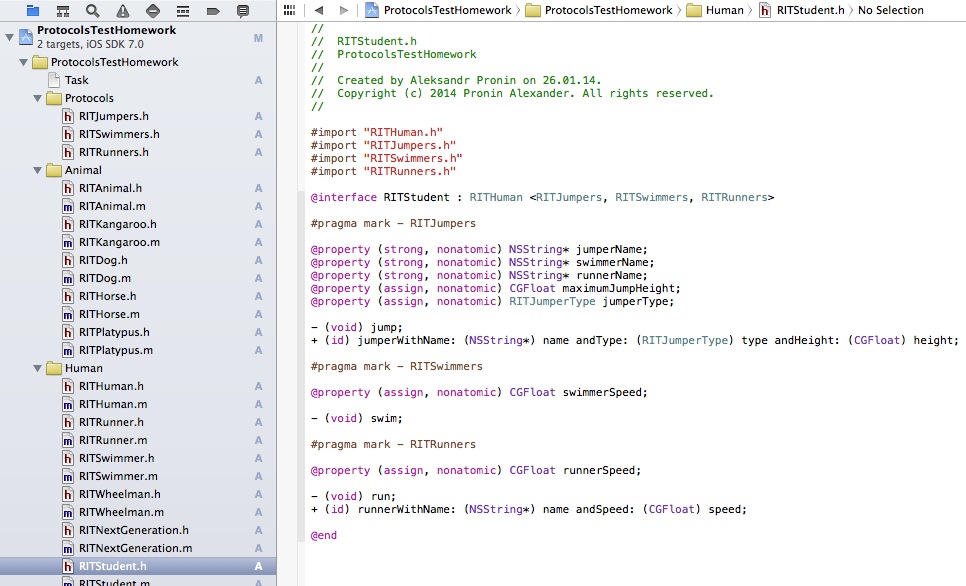 ProtocolsTestHomework
2 targets, iOS SDK 7.0
M
ProtocolsTestHomework
Task A
Protocols
RITJumpers.h A
RITSwimmers.h A
RITRunners.h A
Animal
RITAnimal.h A
RITAnimal.m A
RITKangaroo.h A
RITKangaroo.m A
RITDog.h A
RITDog.m A
RITHorse.h A
RITHorse.m A
RITPlatypus.h A
RITPlatypus.m A
Human
RITHuman.h A
RITHuman.m A
RITRunner.h A
RITRunner.m A
RITSwimmer.h A
RITSwimmer.m A
RITWheelman.h A
RITWheelman.m A
RITNextGeneration.h A
RITNextGeneration.m A
RITStudent.h A
RITStudent.m A
ProtocolsTestHomework ProtocolsTestHomework Human RITStudent.h No Selection
//
//  RITStudent.h
//  ProtocolsTestHomework
//
//  Created by Aleksandr Pronin on 26.01.14.
//  Copyright (c) 2014 Pronin Alexander. All rights reserved.
//
#import "RITHuman.h"
#import "RITJumpers.h"
#import "RITSwimmers.h"
#import "RITRunners.h"
@interface RITStudent : RITHuman <RITJumpers, RITSwimmers, RITRunners>
#pragma mark - RITJumpers
@property (strong, nonatomic) NSString* jumperName;
@property (strong, nonatomic) NSString* swimmerName;
@property (strong, nonatomic) NSString* runnerName;
@property (assign, nonatomic) CGFloat maximumJumpHeight;
@property (assign, nonatomic) RITJumperType jumperType;
- (void) jump;
+ (id) jumperWithName: (NSString*) name andType: (RITJumperType) type andHeight: (CGFloat) height;
#pragma mark - RITSwimmers
@property (assign, nonatomic) CGFloat swimmerSpeed;
- (void) swim;
#pragma mark - RITRunners
@property (assign, nonatomic) CGFloat runnerSpeed;
- (void) run;
+ (id) runnerWithName: (NSString*) name andSpeed: (CGFloat) speed;
@end